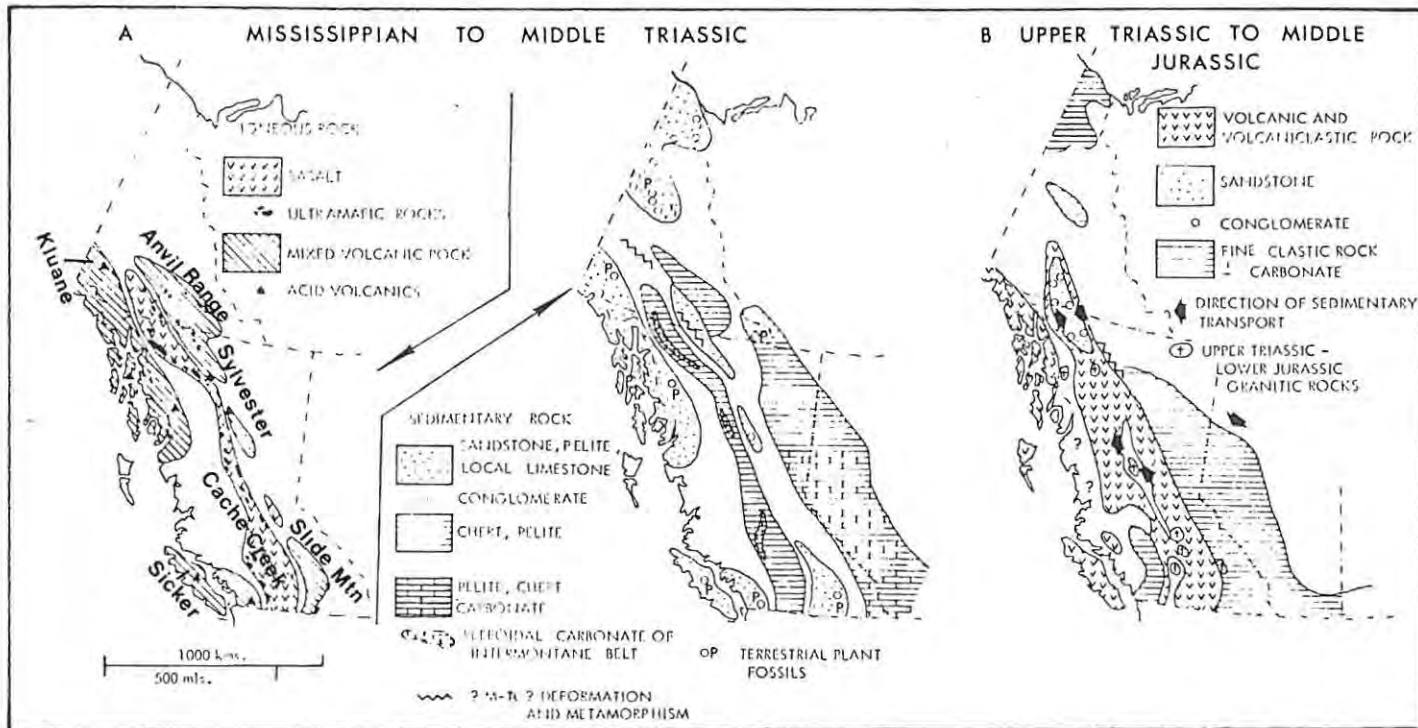 A MISSISSIPPIAN TO MIDDLE TRIASSIC
IGNEOUS ROCK
BASALT
ULTRAMAFIC ROCKS
MIXED VOLCANIC ROCK
ACID VOLCANICS
Kluane
Anvil Range
Sylvester
Cache Creek
Slide Mtn
Sicker
1000 kms.
500 mls.
SEDIMENTARY ROCK
SANDSTONE, PELITE
LOCAL LIMESTONE
CONGLOMERATE
CHERT, PELITE
PELITE, CHERT
CARBONATE
CARBONATE OF
INTERMONTANE BELT
OP TERRESTRIAL PLANT
FOSSILS
? DEFORMATION
AND METAMORPHISM
B UPPER TRIASSIC TO MIDDLE
JURASSIC
VOLCANIC AND
VOLCANICLASTIC ROCK
SANDSTONE
CONGLOMERATE
FINE CLASTIC ROCK
CARBONATE
DIRECTION OF SEDIMENTARY
TRANSPORT
UPPER TRIASSIC -
LOWER JURASSIC
GRANITIC ROCKS